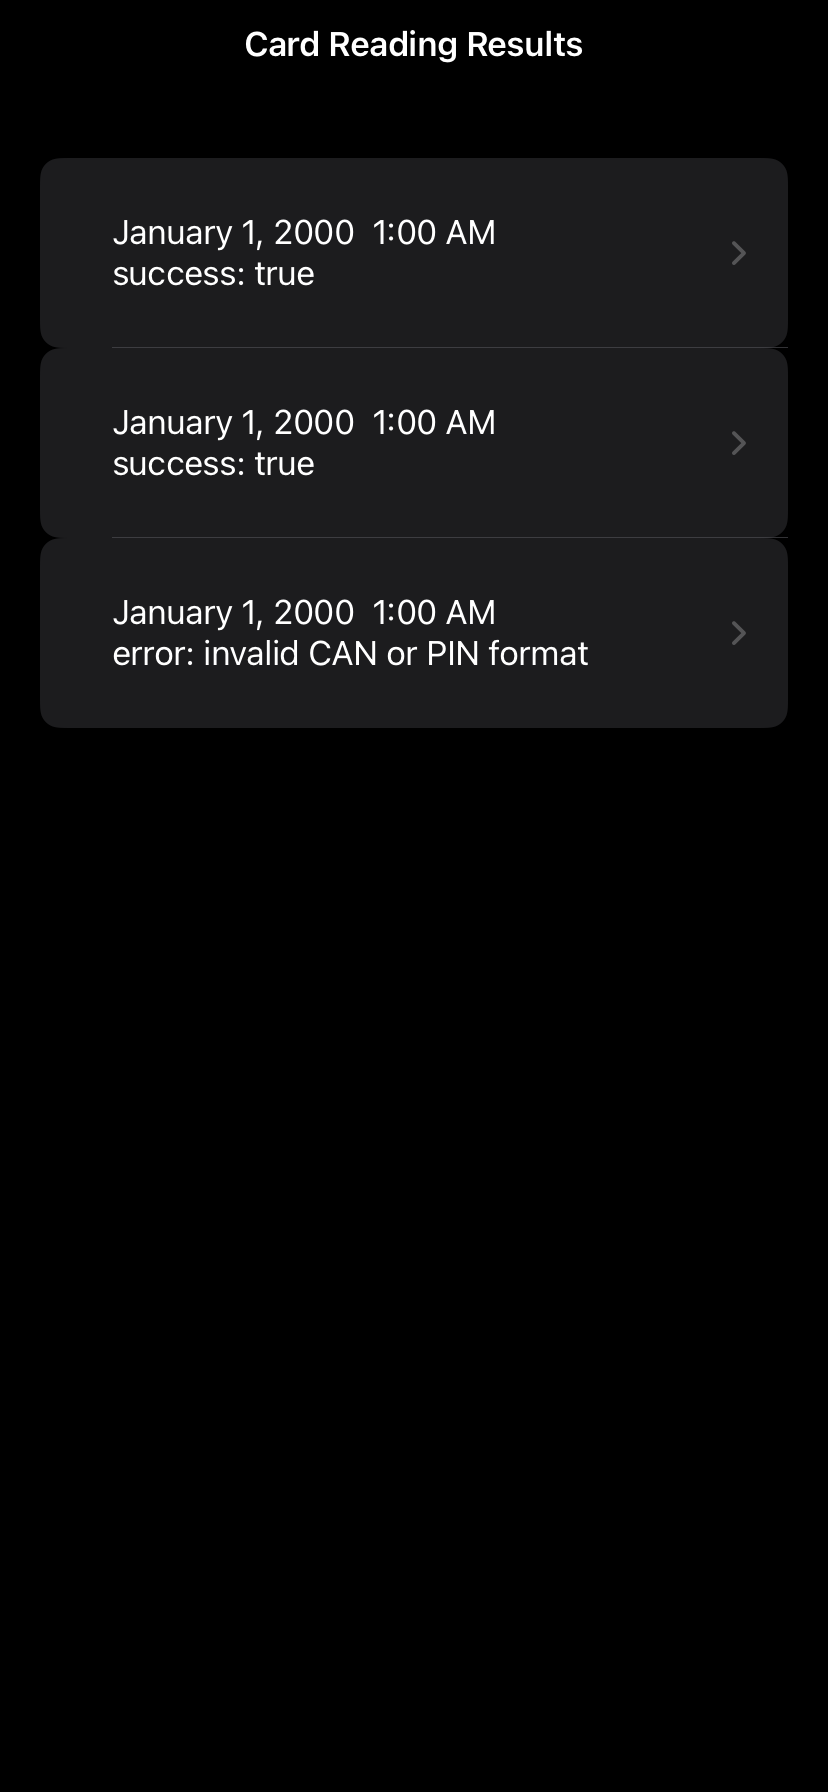 Card Reading Results
January 1, 2000  1:00 AM
success: true
January 1, 2000  1:00 AM
success: true
January 1, 2000  1:00 AM
error: invalid CAN or PIN format